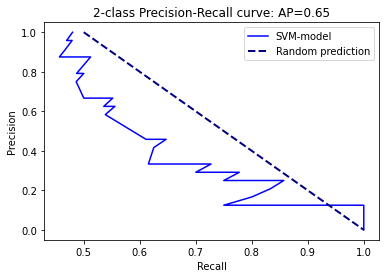 2-class Precision-Recall curve: AP=0.65
SVM-model
Random prediction
Precision
1.0
0.8
0.6
0.4
0.2
0.0
0.5 0.6 0.7 0.8 0.9 1.0
Recall